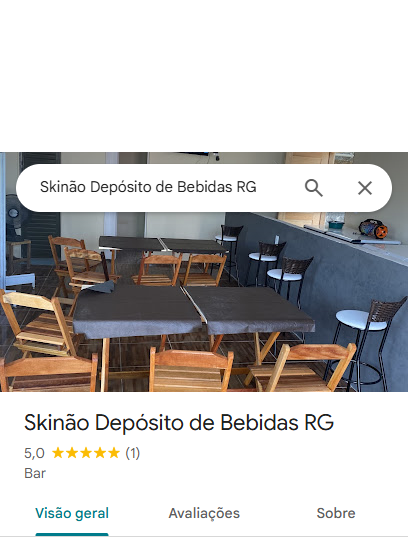 Skinão Depósito de Bebidas RG
Skinão Depósito de Bebidas RG
5,0 (1)
Bar
Visão geral Avaliações Sobre